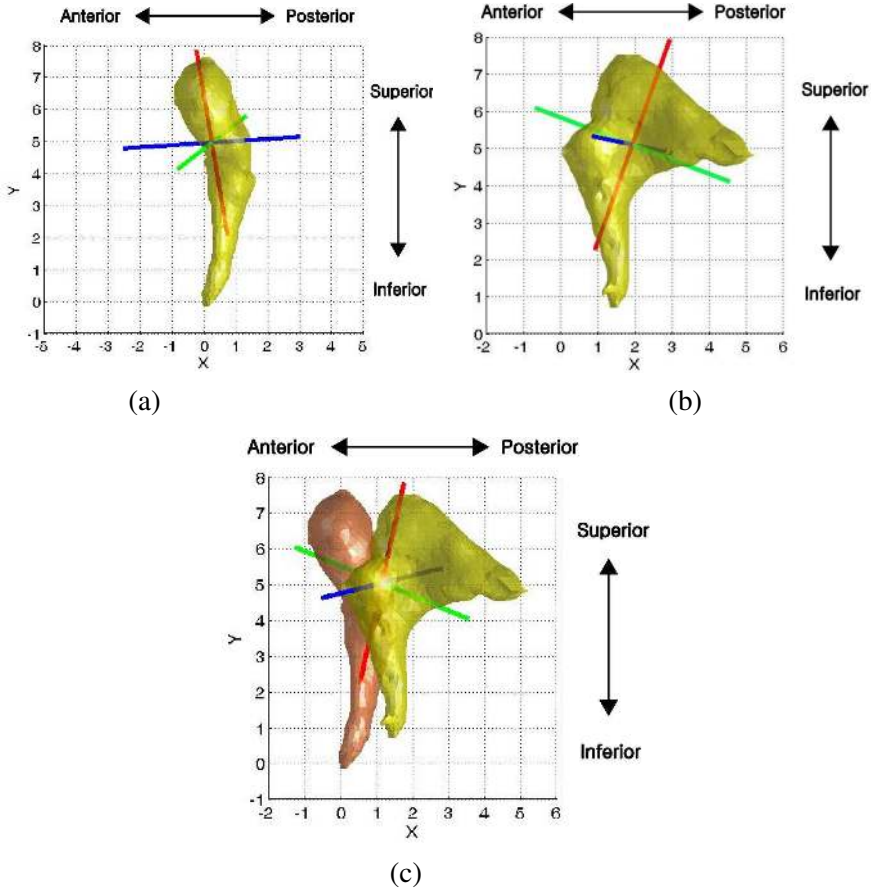 Anterior Posterior
8
7
6
5
4
3
2
1
0
-1
Y
-5 -4 -3 -2 -1 0 1 2 3 4 5
X
Superior
Inferior
(a)
Anterior Posterior
8
7
6
5
4
3
2
1
0
Y
-2 -1 0 1 2 3 4 5 6
X
Superior
Inferior
(b)
Anterior Posterior
8
7
6
5
4
3
2
1
0
-1
Y
-2 -1 0 1 2 3 4 5 6
X
Superior
Inferior
(c)